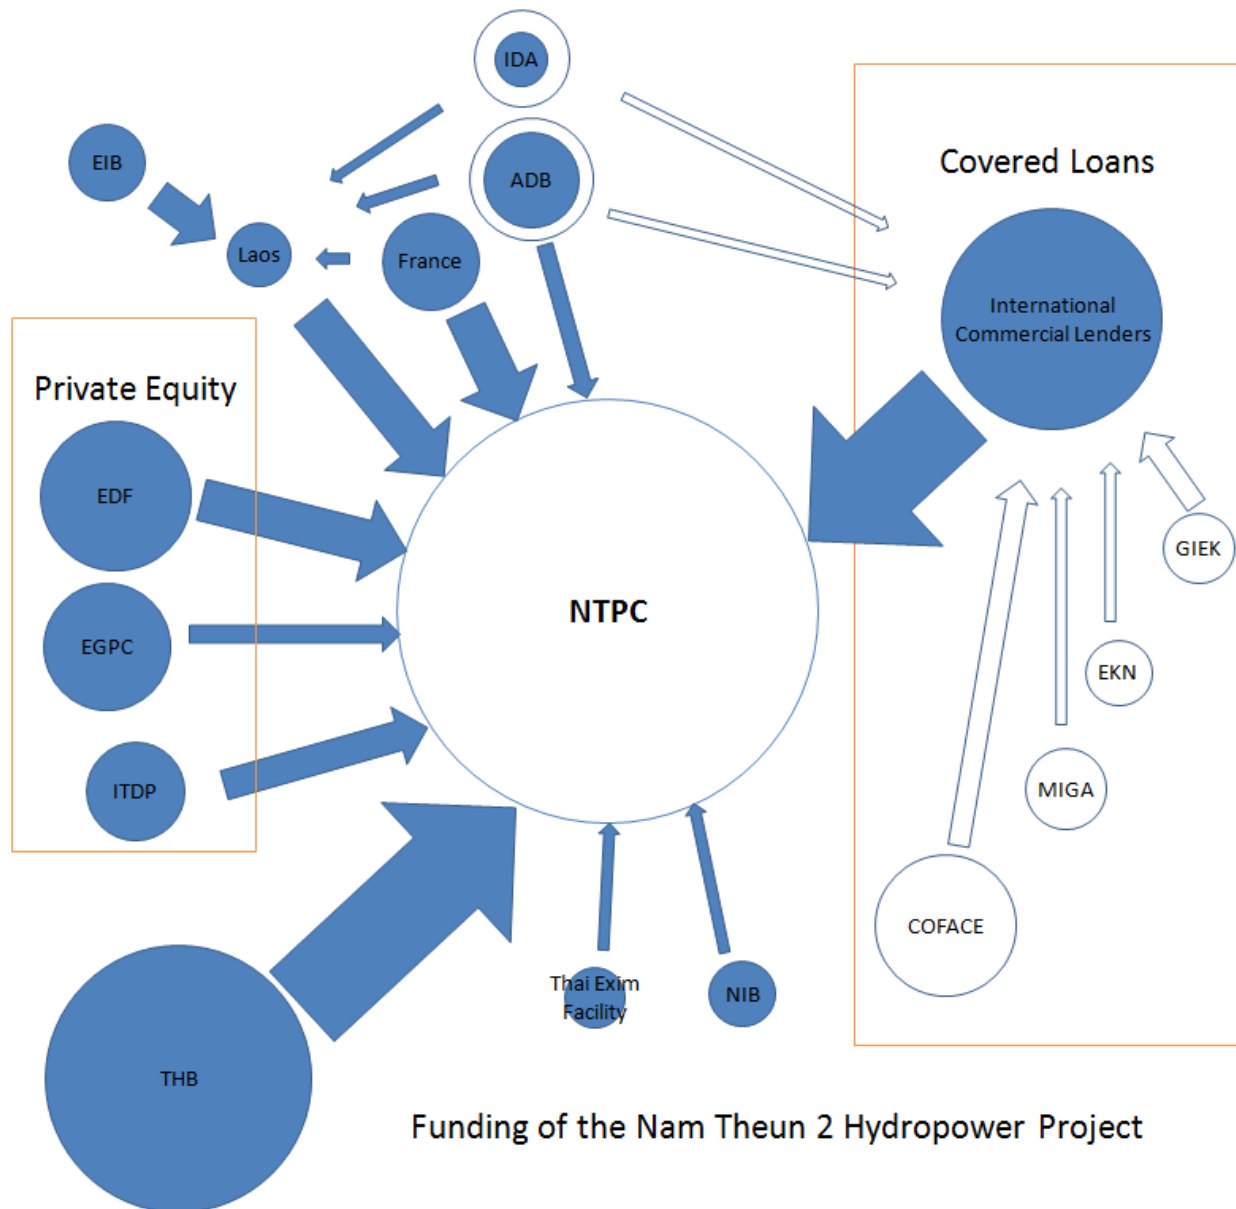 IDA
EIB
ADB
Covered Loans
Laos
France
International
Commercial Lenders
Private Equity
EDF
GIEK
NTPC
EGPC
EKN
ITDP
MIGA
COFACE
Thai Exim
Facility
NIB
THB
Funding of the Nam Theun 2 Hydropower Project